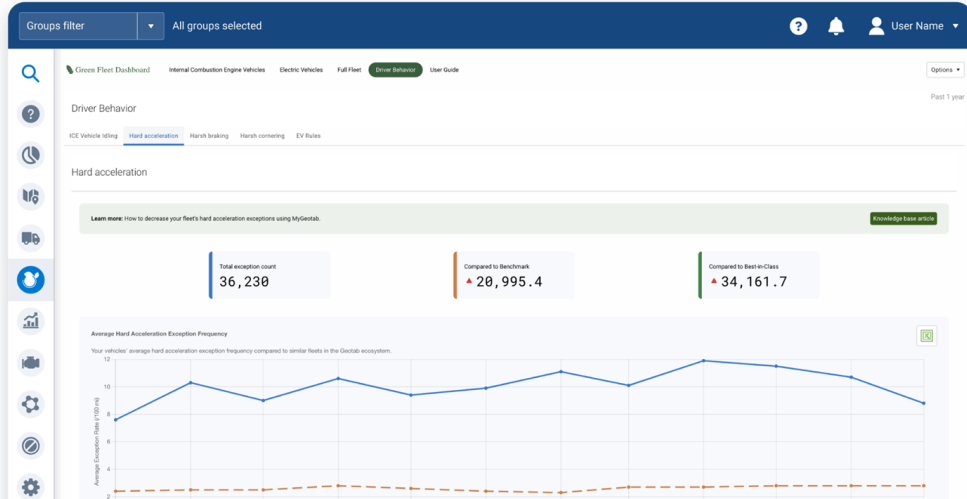 Groups filter
All groups selected
?
User Name
Green Fleet Dashboard
Internal Combustion Engine Vehicles
Electric Vehicles
Full Fleet
Driver Behavior
User Guide
Options
Past 1 year
Driver Behavior
ICE Vehicle Idling
Hard acceleration
Harsh braking
Harsh cornering
EV Rules
Hard acceleration
Learn more: How to decrease your fleet's hard acceleration exceptions using MyGeotab.
Knowledge base article
Total exception count
36,230
Compared to Benchmark
20,995.4
Compared to Best-in-Class
34,161.7
Average Hard Acceleration Exception Frequency
Your vehicles' average hard acceleration exception frequency compared to similar fleets in the Geotab ecosystem.
12
10
8
6
4
2
Average Exception Rate (/100 mi)